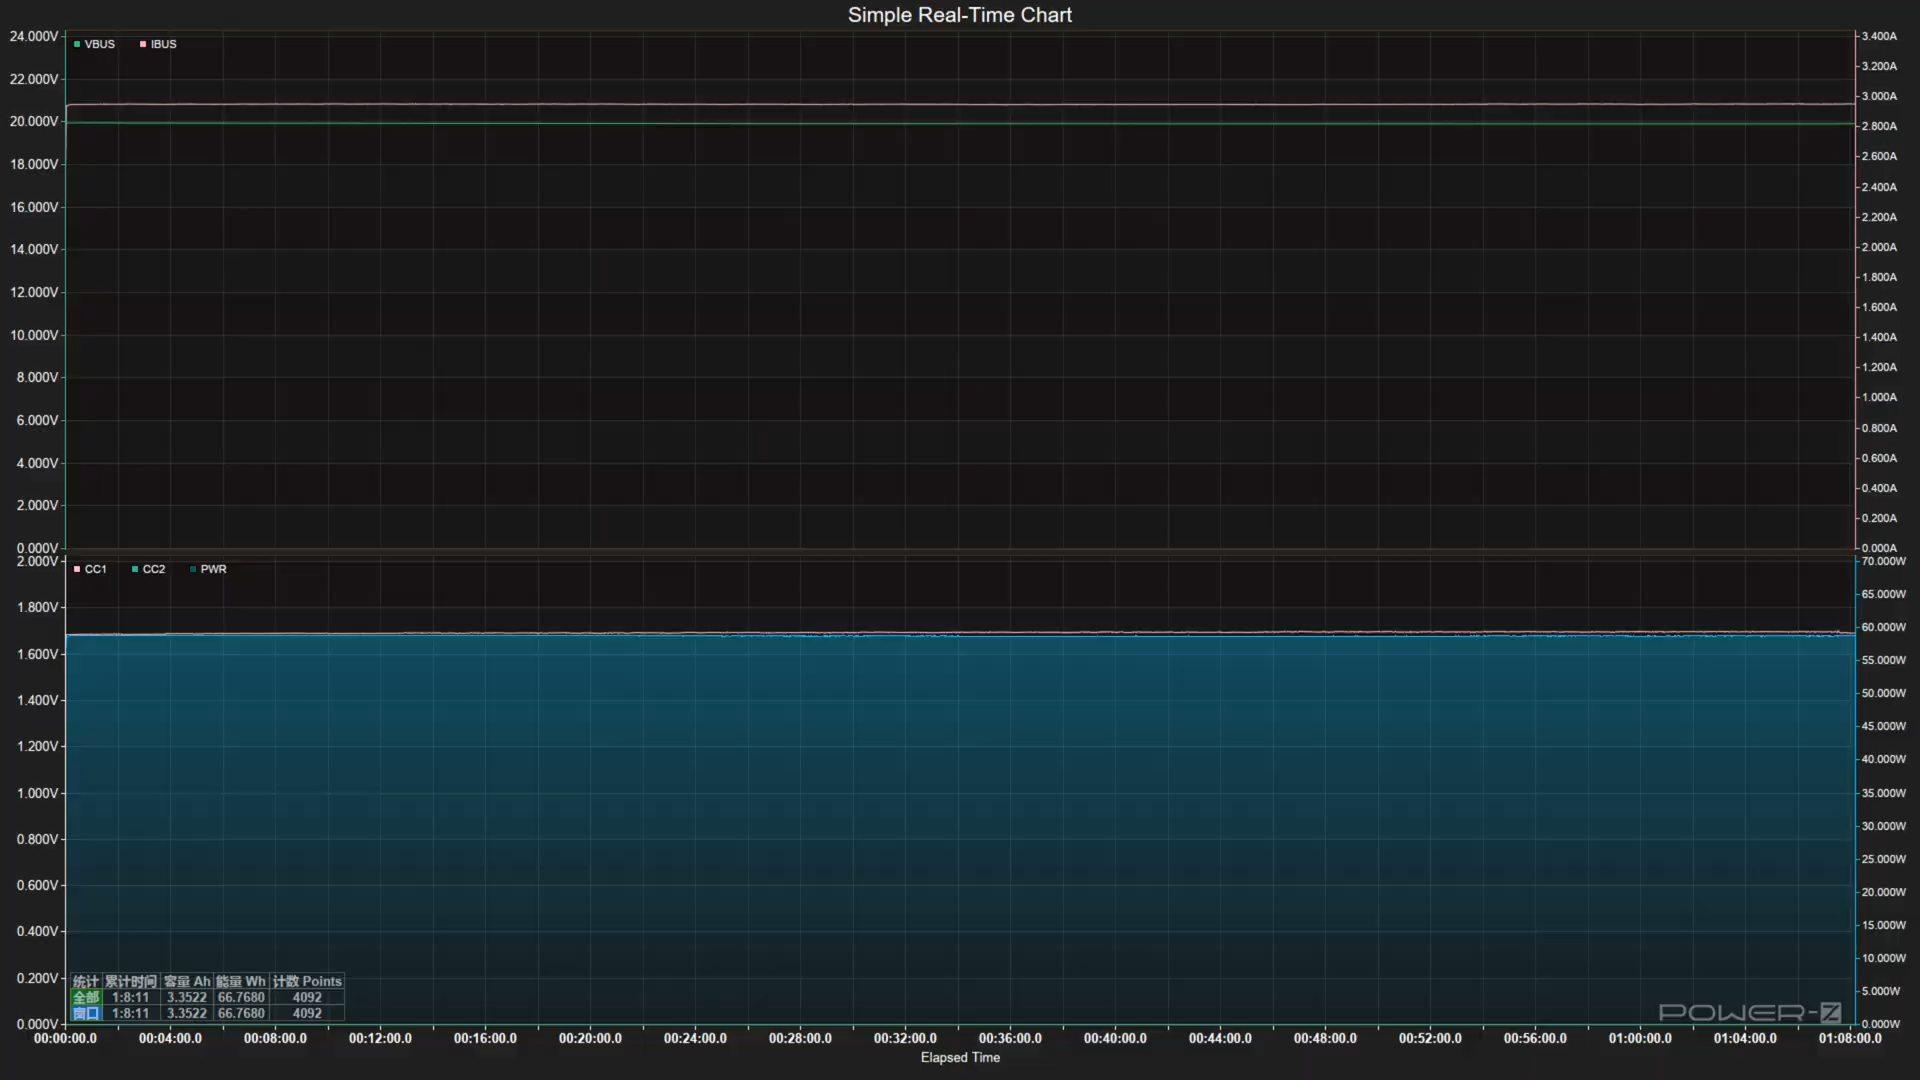 Simple Real-Time Chart
VBUS IBUS
24.000V
22.000V
20.000V
18.000V
16.000V
14.000V
12.000V
10.000V
8.000V
6.000V
4.000V
2.000V
0.000V
3.400A
3.200A
3.000A
2.800A
2.600A
2.400A
2.200A
2.000A
1.800A
1.600A
1.400A
1.200A
1.000A
0.800A
0.600A
0.400A
0.200A
0.000A
CC1 CC2 PWR
2.000V
1.800V
1.600V
1.400V
1.200V
1.000V
0.800V
0.600V
0.400V
0.200V
0.000V
70.000W
65.000W
60.000W
55.000W
50.000W
45.000W
40.000W
35.000W
30.000W
25.000W
20.000W
15.000W
10.000W
5.000W
0.000W
统计 累计时间 容量 Ah 能量 Wh 计数 Points
全部 1:8:11 3.3522 66.7680 4092
窗口 1:8:11 3.3522 66.7680 4092
POWER-Z
00:00:00.0 00:04:00.0 00:08:00.0 00:12:00.0 00:16:00.0 00:20:00.0 00:24:00.0 00:28:00.0 00:32:00.0 00:36:00.0 00:40:00.0 00:44:00.0 00:48:00.0 00:52:00.0 00:56:00.0 01:00:00.0 01:04:00.0 01:08:00.0
Elapsed Time